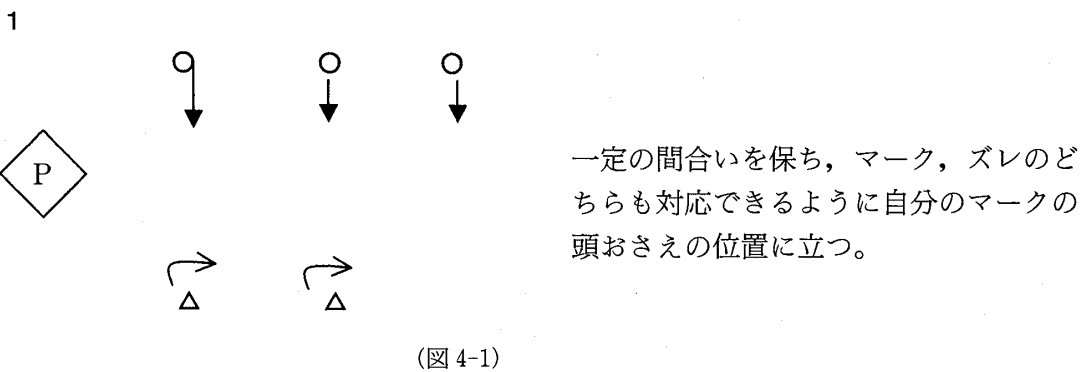 1
P
一定の間合いを保ち，マーク，ズレのど
ちらも対応できるように自分のマークの
頭おさえの位置に立つ。
(図 4-1)